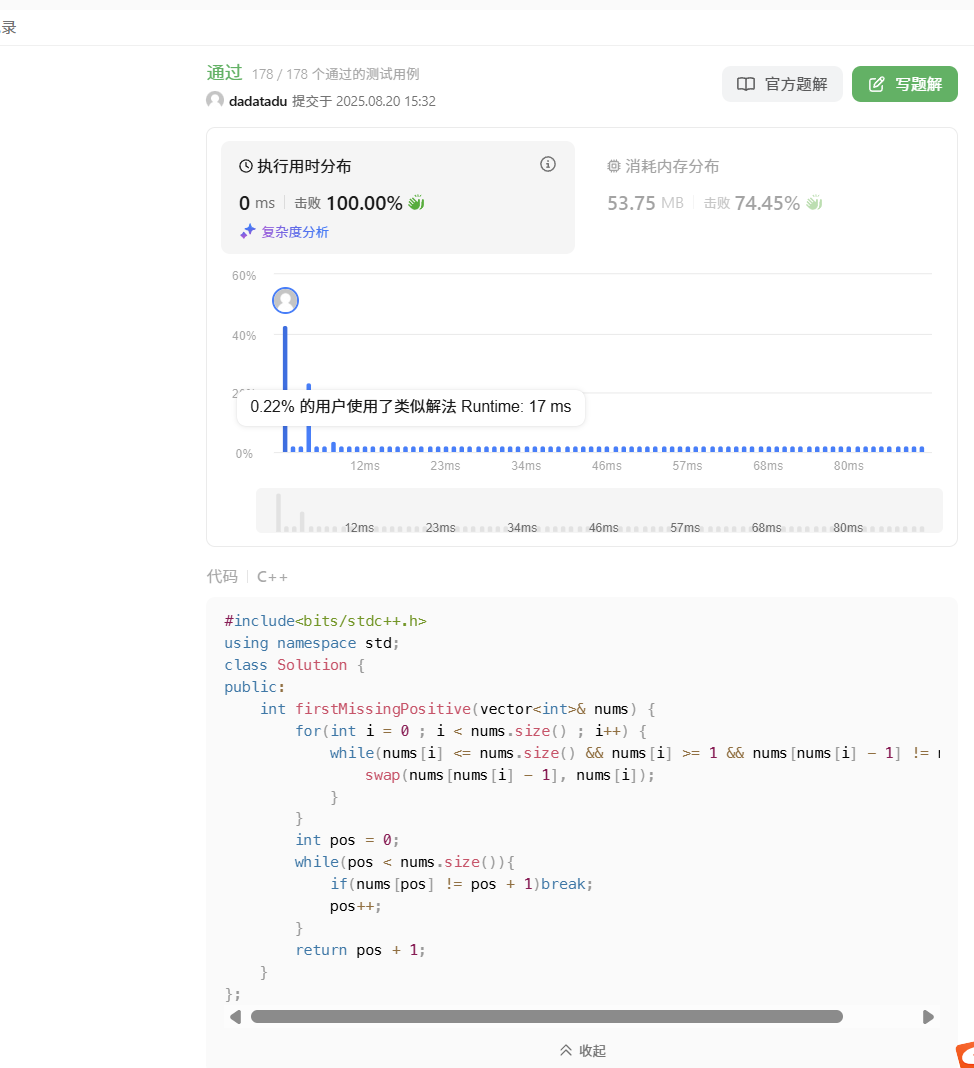 录
通过 178 / 178 个通过的测试用例
官方题解
写题解
dadatadu 提交于 2025.08.20 15:32
执行用时分布
消耗内存分布
0 ms 击败 100.00%
53.75 MB 击败 74.45%
复杂度分析
60%
40%
0.22% 的用户使用了类似解法 Runtime: 17 ms
0%
12ms 23ms 34ms 46ms 57ms 68ms 80ms
12ms 23ms 34ms 46ms 57ms 68ms 80ms
代码 C++
#include<bits/stdc++.h>
using namespace std;
class Solution {
public:
    int firstMissingPositive(vector<int>& nums) {
        for(int i = 0 ; i < nums.size() ; i++) {
            while(nums[i] <= nums.size() && nums[i] >= 1 && nums[nums[i] - 1] !=
                swap(nums[nums[i] - 1], nums[i]);
            }
        }
        int pos = 0;
        while(pos < nums.size()){
            if(nums[pos] != pos + 1)break;
            pos++;
        }
        return pos + 1;
    }
};
收起